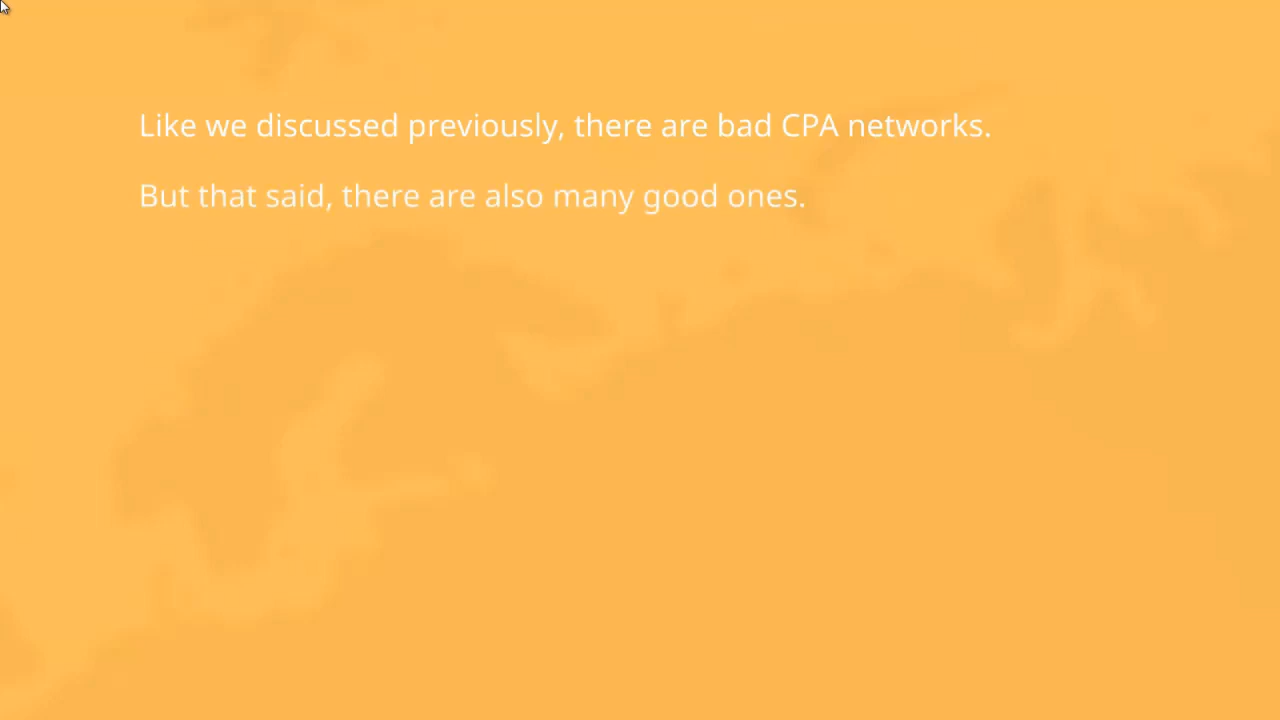 Like we discussed previously, there are bad CPA networks.
But that said, there are also many good ones.